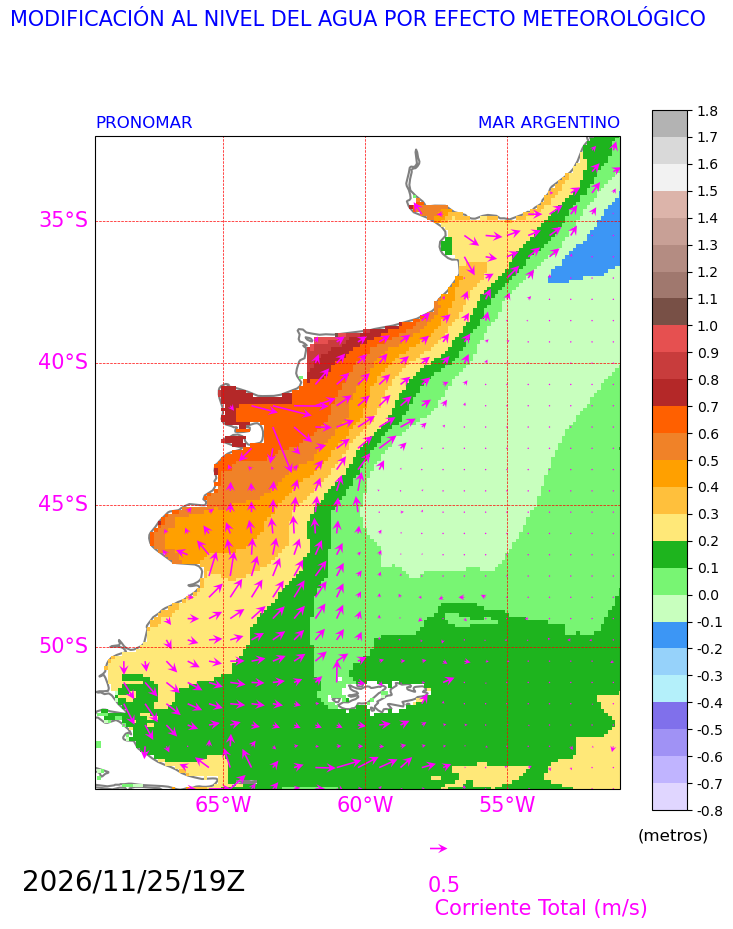 MODIFICACIÓN AL NIVEL DEL AGUA POR EFECTO METEOROLÓGICO
PRONOMAR
MAR ARGENTINO
1.8
1.7
1.6
1.5
1.4
1.3
1.2
1.1
1.0
0.9
0.8
0.7
0.6
0.5
0.4
0.3
0.2
0.1
0.0
-0.1
-0.2
-0.3
-0.4
-0.5
-0.6
-0.7
-0.8
(metros)
35°S
40°S
45°S
50°S
65°W
60°W
55°W
2026/11/25/19Z
0.5
Corriente Total (m/s)